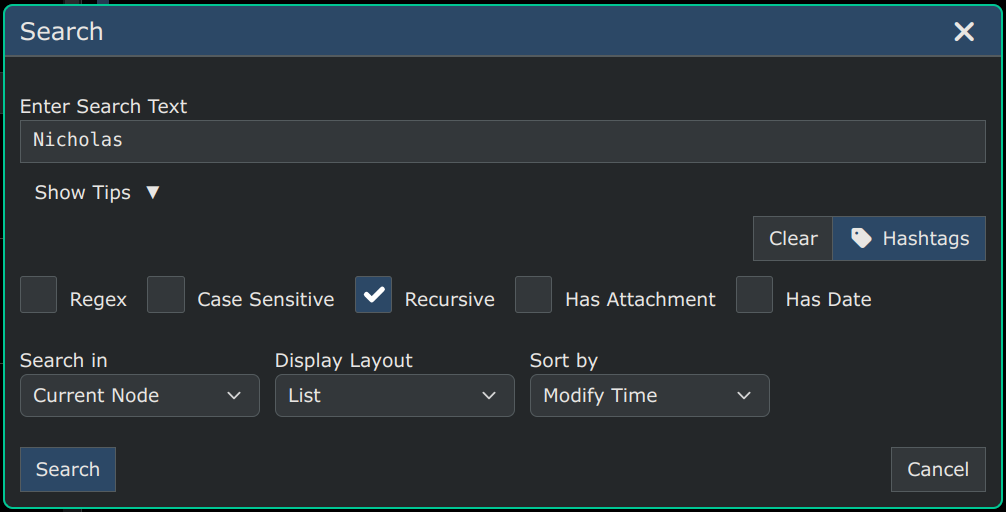 Search
Enter Search Text
Nicholas
Show Tips ▼
Clear Hashtags
Regex Case Sensitive Recursive Has Attachment Has Date
Search in Display Layout Sort by
Current Node List Modify Time
Search Cancel